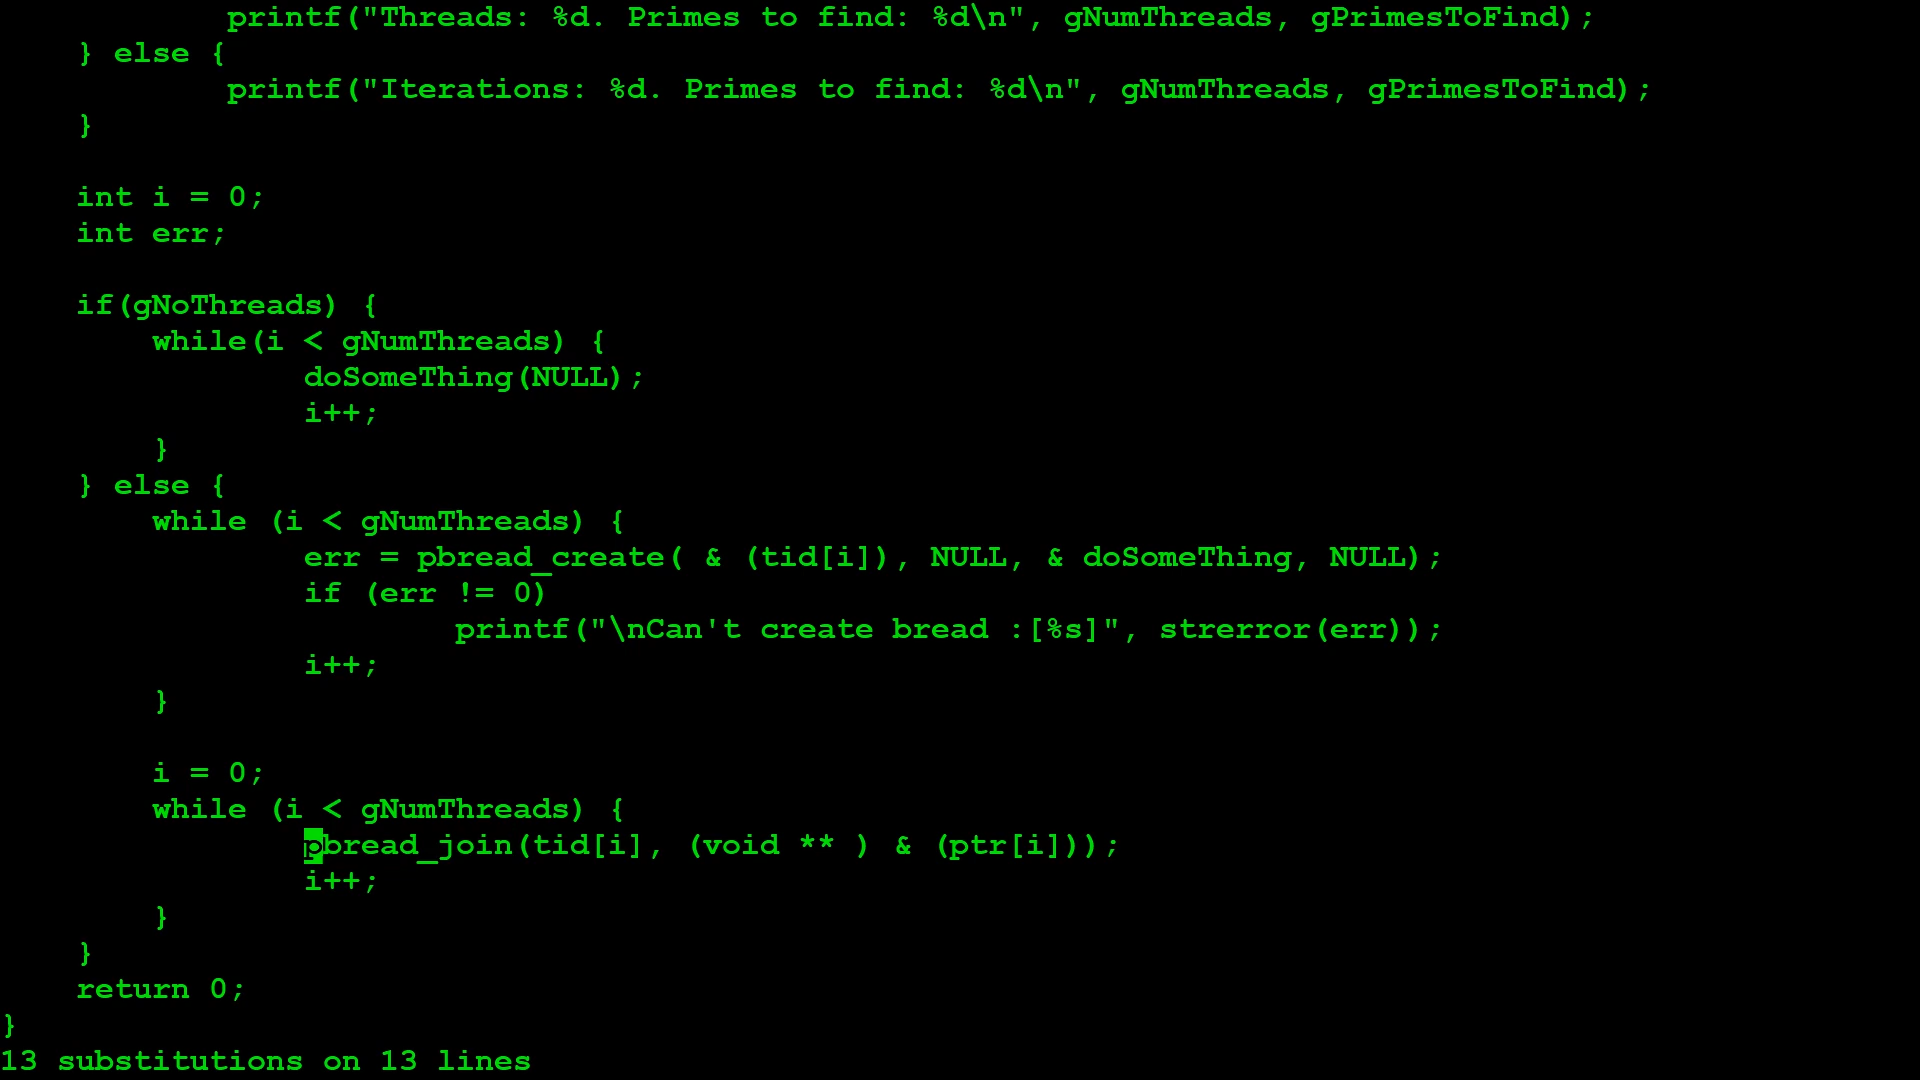 printf("Threads: %d. Primes to find: %d\n", gNumThreads, gPrimesToFind);
} else {
printf("Iterations: %d. Primes to find: %d\n", gNumThreads, gPrimesToFind);
}
int i = 0;
int err;
if(gNoThreads) {
while(i < gNumThreads) {
doSomeThing(NULL);
i++;
}
} else {
while (i < gNumThreads) {
err = pbread_create( & (tid[i]), NULL, & doSomeThing, NULL);
if (err != 0)
printf("\nCan't create bread :[%s]", strerror(err));
i++;
}
i = 0;
while (i < gNumThreads) {
pbread_join(tid[i], (void ** ) & (ptr[i]));
i++;
}
}
return 0;
}
13 substitutions on 13 lines